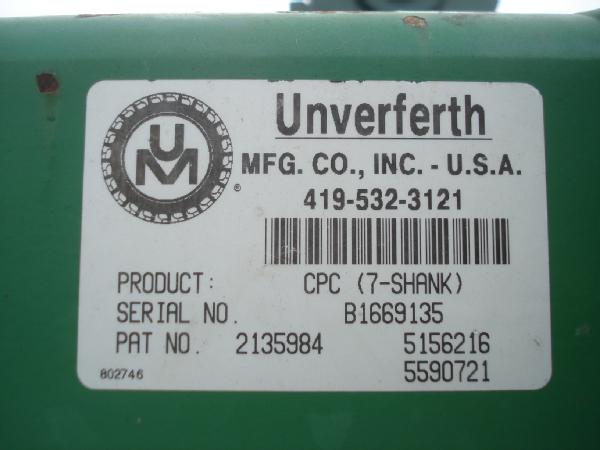 UM
®
Unverferth
MFG. CO., INC. - U.S.A.
419-532-3121
PRODUCT: CPC (7-SHANK)
SERIAL NO. B1669135
PAT NO. 2135984 5156216
5590721
802746